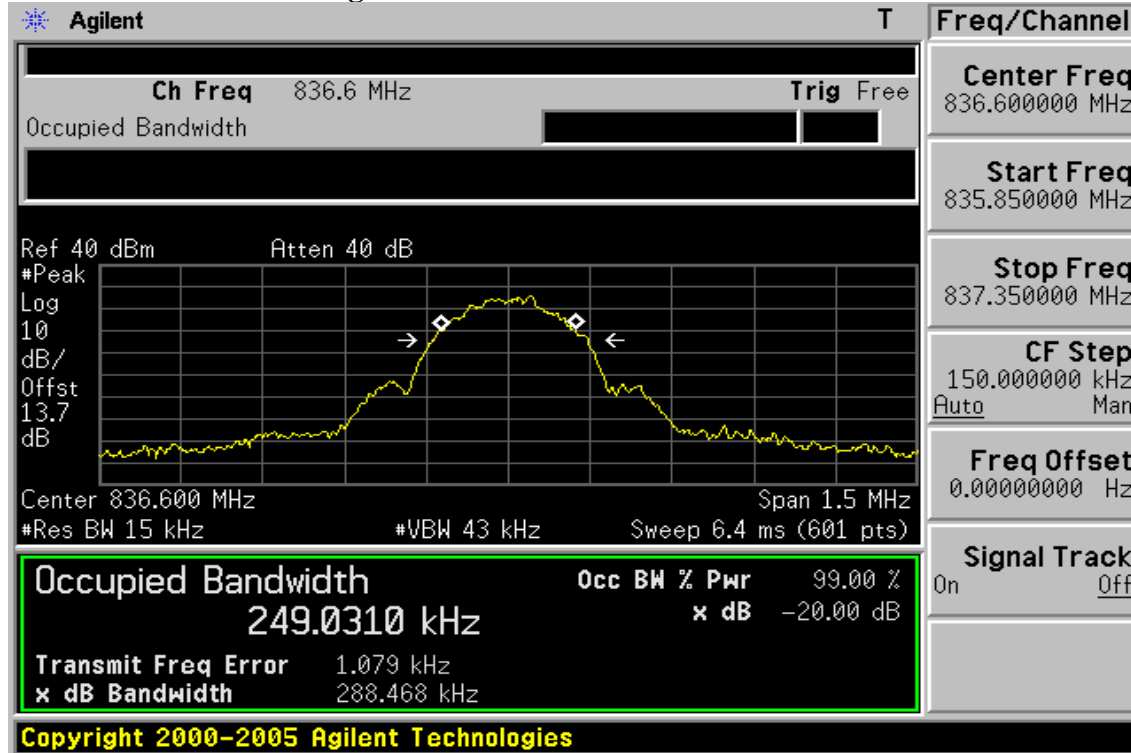 Agilent T Freq/Channel
Ch Freq 836.6 MHz Trig Free
Occupied Bandwidth
Center Freq
836.600000 MHz
Start Freq
835.850000 MHz
Stop Freq
837.350000 MHz
CF Step
150.000000 kHz
Auto Man
Freq Offset
0.00000000 Hz
Signal Track
On Off
Ref 40 dBm Atten 40 dB
#Peak
Log
10
dB/
Offst
13.7
dB
Center 836.600 MHz Span 1.5 MHz
#Res BW 15 kHz #VBW 43 kHz Sweep 6.4 ms (601 pts)
Occupied Bandwidth Occ BW % Pwr 99.00 %
249.0310 kHz x dB -20.00 dB
Transmit Freq Error 1.079 kHz
x dB Bandwidth 288.468 kHz
Copyright 2000-2005 Agilent Technologies